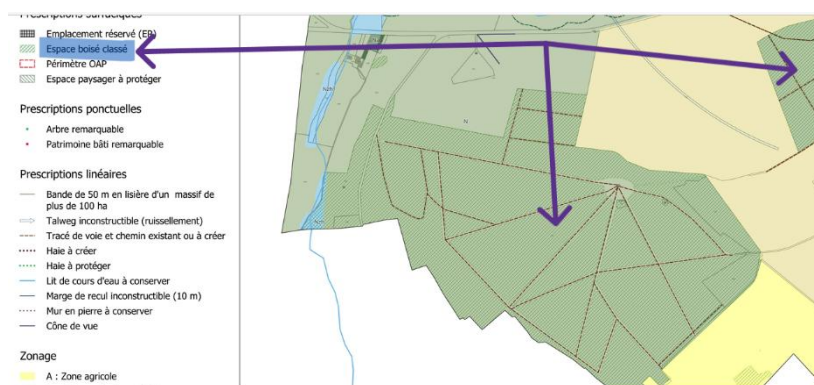 Prescriptions surfaciques
Emplacement réservé (ER)
Espace boisé classé
Périmètre OAP
Espace paysager à protéger
Prescriptions ponctuelles
Arbre remarquable
Patrimoine bâti remarquable
Prescriptions linéaires
Bande de 50 m en lisière d'un massif de
plus de 100 ha
Talweg inconstructible (ruissellement)
Tracé de voie et chemin existant ou à créer
Haie à créer
Haie à protéger
Lit de cours d'eau à conserver
Marge de recul inconstructible (10 m)
Mur en pierre à conserver
Cône de vue
Zonage
A : Zone agricole
N